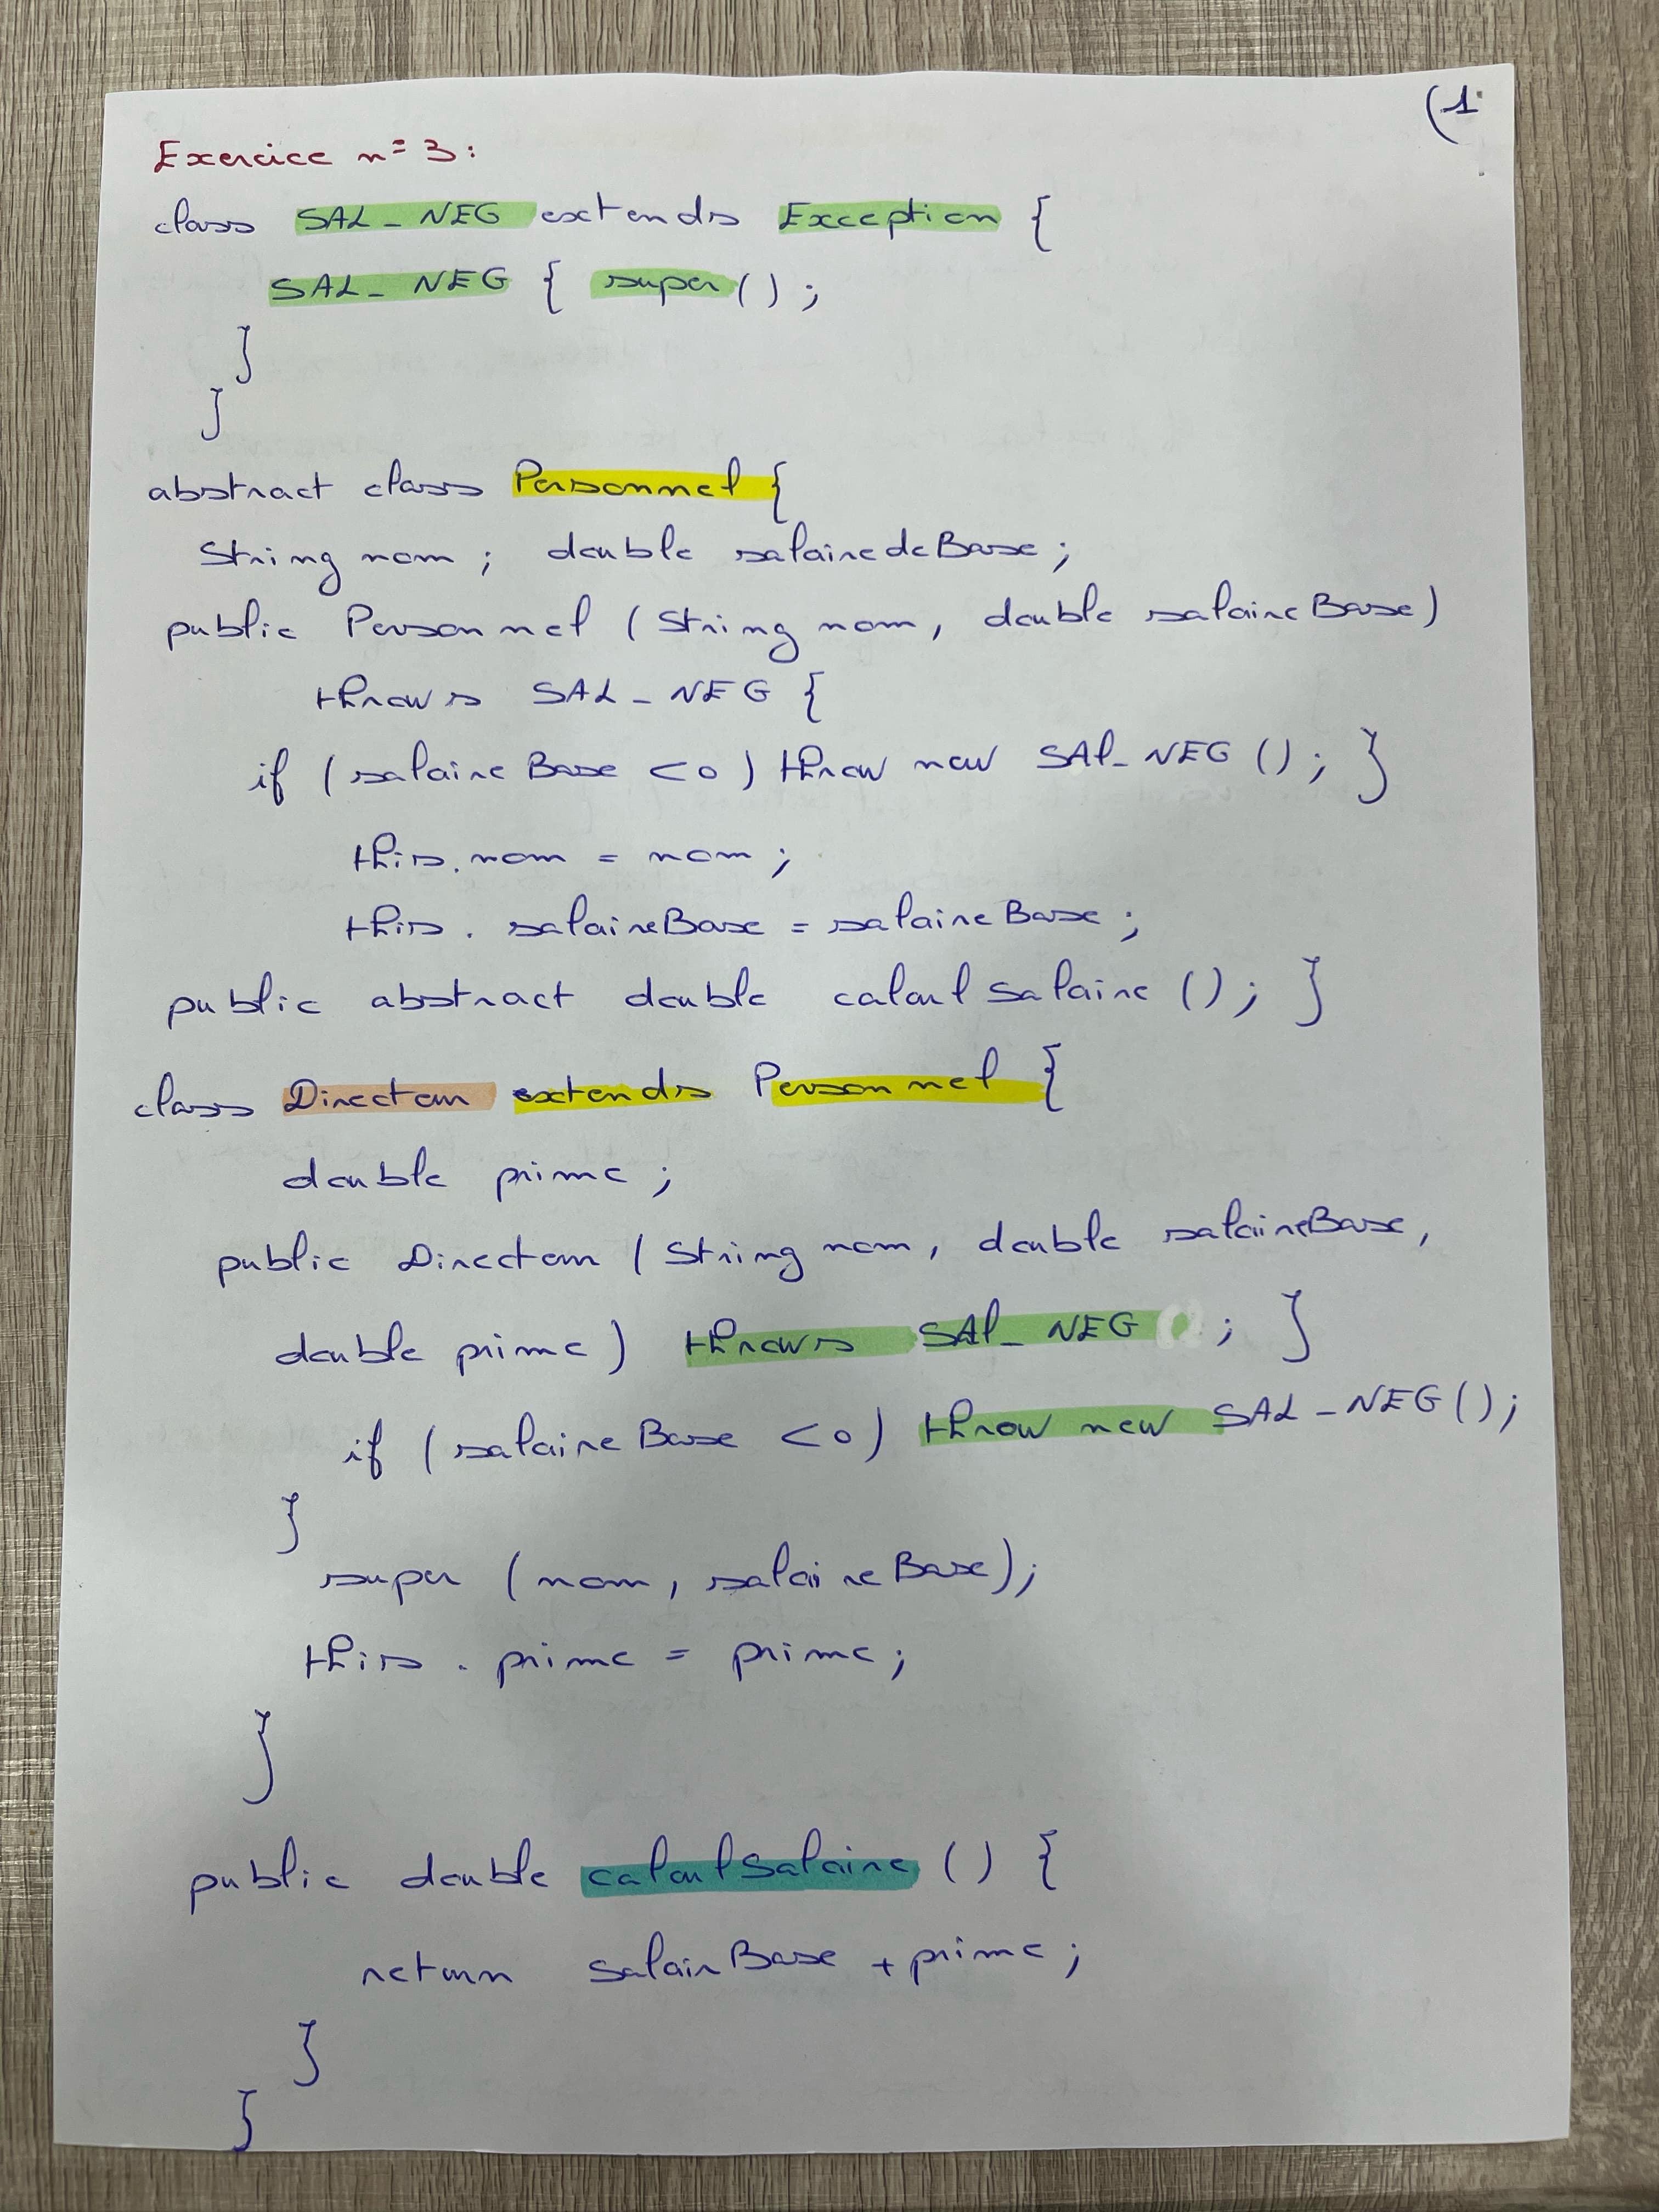 (1
Exercice n° 3:
class SAL_NEG extends Exception {
SAL_NEG { super();
}
}
abstract class Personnel {
String nom ; double salairedeBase ;
public Personnel (String nom, double salaireBase)
throws SAL_NEG {
if (salaireBase <0) throw new SAL_NEG (); }
this.nom = nom ;
this. salaireBase = salaireBase ;
public abstract double calculSalaire (); }
class Directeur extends Personnel {
double prime ;
public Directeur (String nom, double salaireBase,
double prime) throws SAL_NEG ; }
if (salaireBase <0) throw new SAL_NEG();
}
super (nom, salaireBase);
this . prime = prime;
}
public double calculSalaire () {
return SalairBase + prime;
}
}